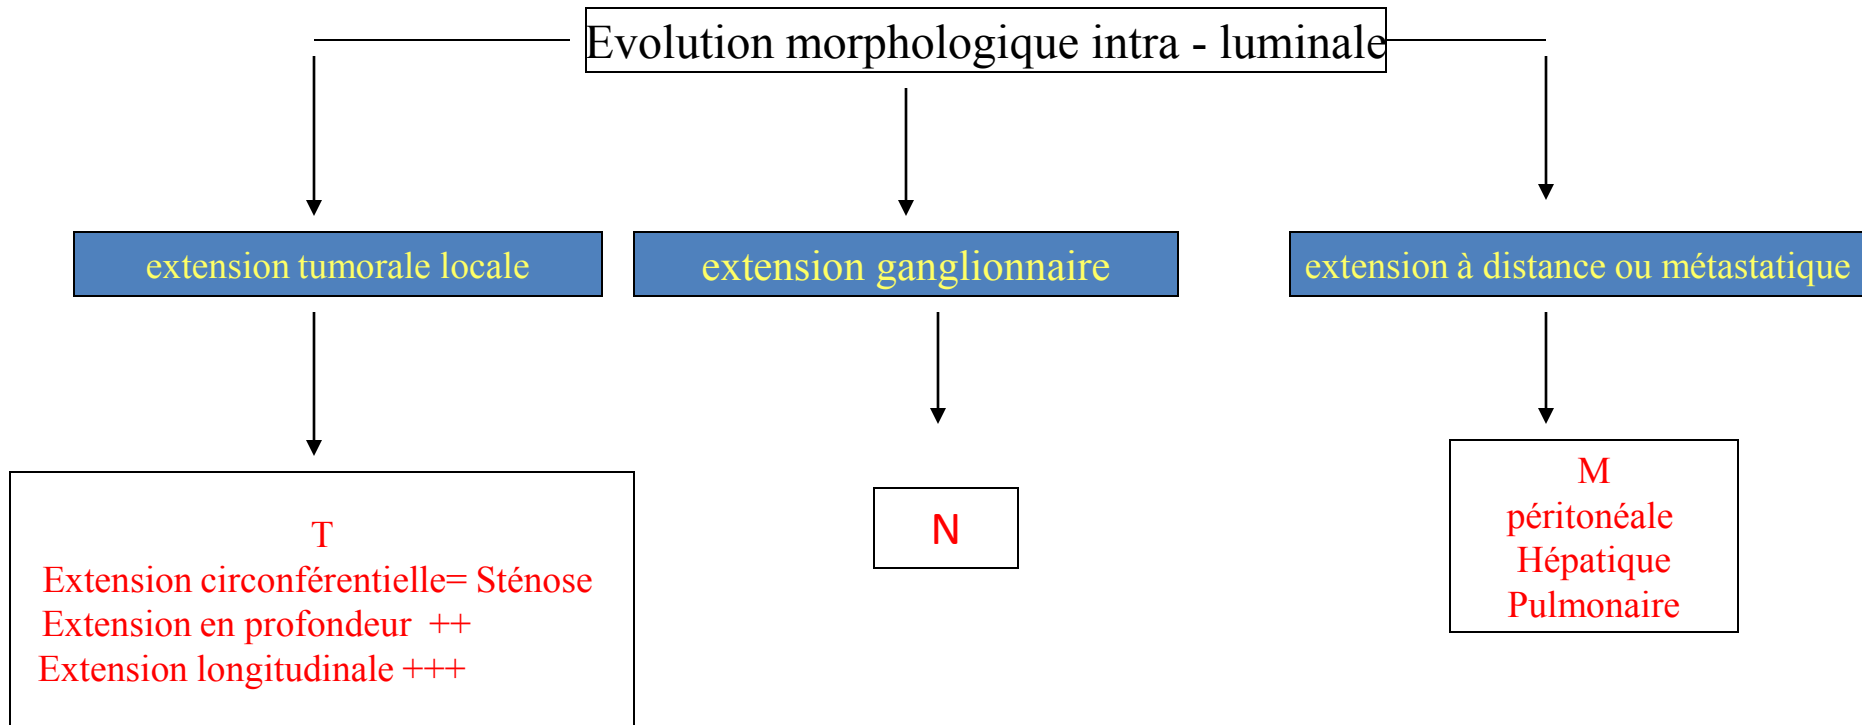 Evolution morphologique intra - luminale
extension tumorale locale
extension ganglionnaire
extension à distance ou métastatique
T
Extension circonférentielle= Sténose
Extension en profondeur ++
Extension longitudinale +++
N
M
péritonéale
Hépatique
Pulmonaire